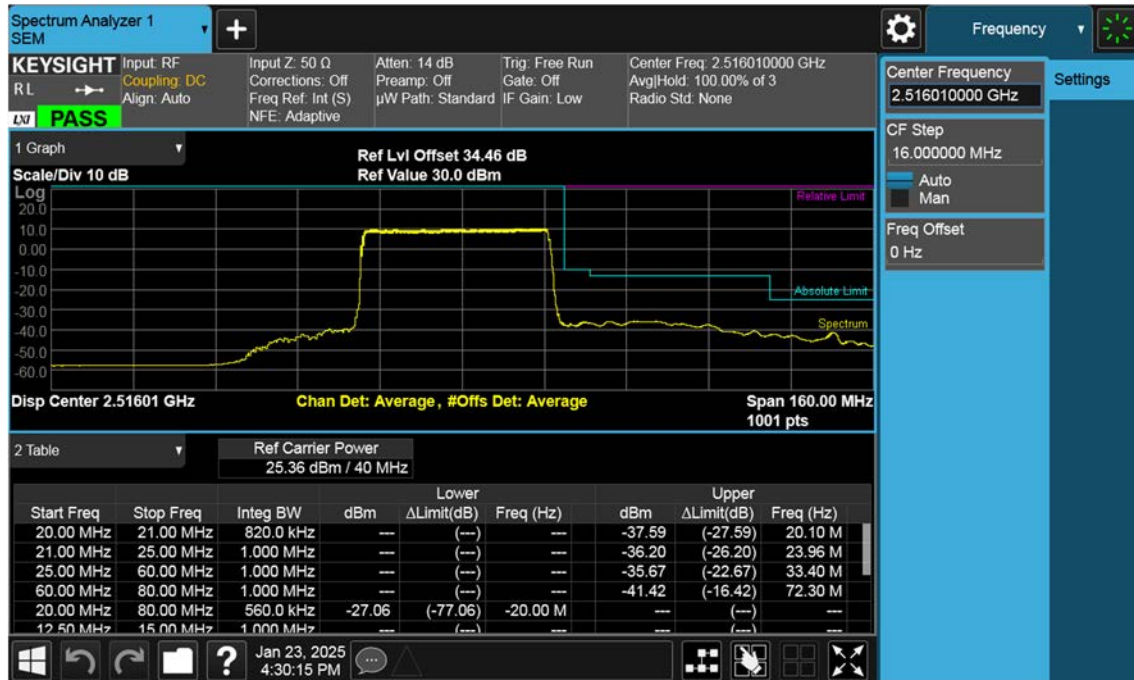 Spectrum Analyzer 1
SEM
Frequency
KEYSIGHT
RL
LXI PASS
Input: RF
Coupling: DC
Align: Auto
Input Z: 50 Ω
Corrections: Off
Freq Ref: Int (S)
NFE: Adaptive
Atten: 14 dB
Preamp: Off
µW Path: Standard
Trig: Free Run
Gate: Off
IF Gain: Low
Center Freq: 2.516010000 GHz
Avg|Hold: 100.00% of 3
Radio Std: None
Center Frequency
2.516010000 GHz
Settings
CF Step
16.000000 MHz
Auto
Man
Freq Offset
0 Hz
1 Graph
Scale/Div 10 dB
Ref Lvl Offset 34.46 dB
Ref Value 30.0 dBm
Log
20.0
10.0
0.00
-10.0
-20.0
-30.0
-40.0
-50.0
-60.0
Relative Limit
Absolute Limit
Spectrum
Disp Center 2.51601 GHz
Chan Det: Average, #Offs Det: Average
Span 160.00 MHz
1001 pts
2 Table
Ref Carrier Power
25.36 dBm / 40 MHz
Lower Upper
Start Freq Stop Freq Integ BW dBm ΔLimit(dB) Freq (Hz) dBm ΔLimit(dB) Freq (Hz)
20.00 MHz 21.00 MHz 820.0 kHz --- (---) --- -37.59 (-27.59) 20.10 M
21.00 MHz 25.00 MHz 1.000 MHz --- (---) --- -36.20 (-26.20) 23.96 M
25.00 MHz 60.00 MHz 1.000 MHz --- (---) --- -35.67 (-22.67) 33.40 M
60.00 MHz 80.00 MHz 1.000 MHz --- (---) --- -41.42 (-16.42) 72.30 M
20.00 MHz 80.00 MHz 560.0 kHz -27.06 (-77.06) -20.00 M --- (---) ---
12.50 MHz 15.00 MHz 1.000 MHz --- (---) --- --- (---) ---
?
Jan 23, 2025
4:30:15 PM